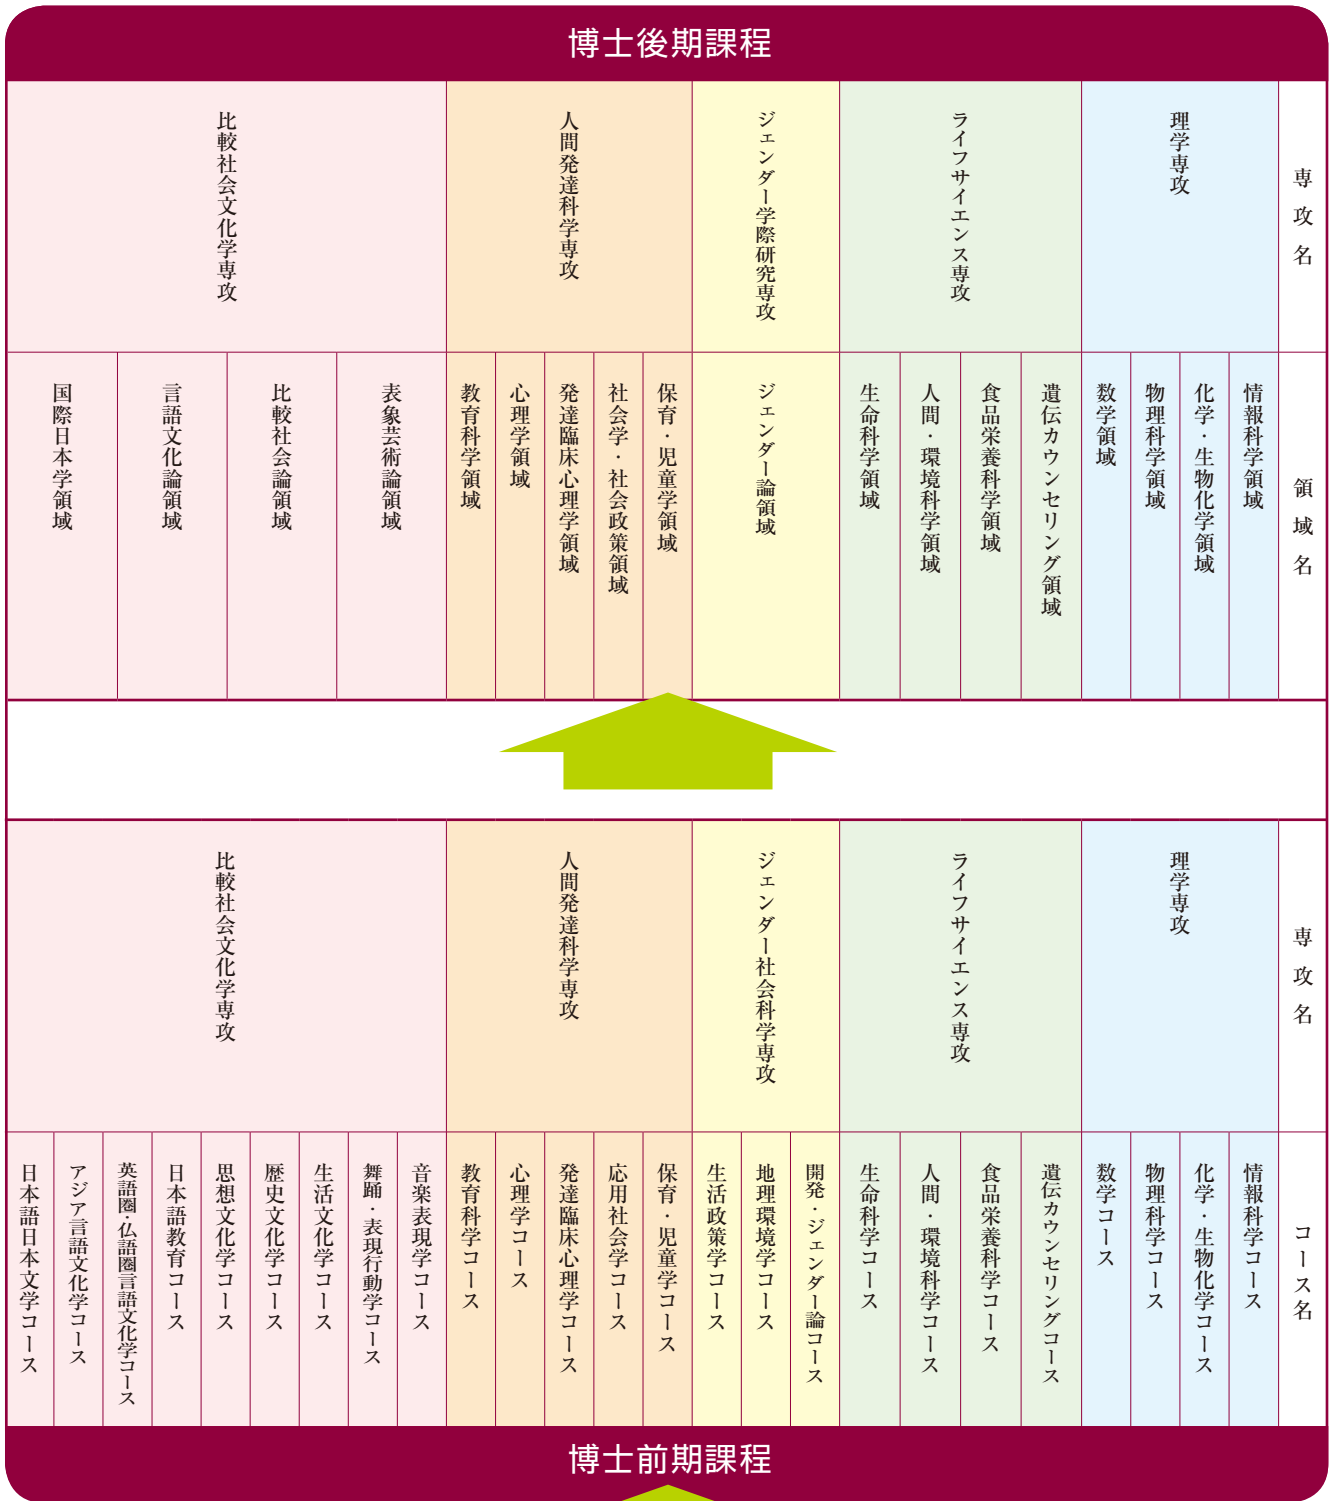 博士後期課程
専攻名
理学専攻
ライフサイエンス専攻
ジェンダー学際研究専攻
人間発達科学専攻
比較社会文化学専攻
領域名
情報科学領域
化学・生物化学領域
物理科学領域
数学領域
遺伝カウンセリング領域
食品栄養科学領域
人間・環境科学領域
生命科学領域
ジェンダー論領域
保育・児童学領域
社会学・社会政策領域
発達臨床心理学領域
心理学領域
教育科学領域
表象芸術論領域
比較社会論領域
言語文化論領域
国際日本学領域
専攻名
理学専攻
ライフサイエンス専攻
ジェンダー社会科学専攻
人間発達科学専攻
比較社会文化学専攻
コース名
情報科学コース
化学・生物化学コース
物理科学コース
数学コース
遺伝カウンセリングコース
食品栄養科学コース
人間・環境科学コース
生命科学コース
開発・ジェンダー論コース
地理環境学コース
生活政策学コース
保育・児童学コース
応用社会学コース
発達臨床心理学コース
心理学コース
教育科学コース
音楽表現学コース
舞踊・表現行動学コース
生活文化学コース
歴史文化学コース
思想文化学コース
日本語教育コース
英語圏・仏語圏言語文化学コース
アジア言語文化学コース
日本語日本文学コース
博士前期課程